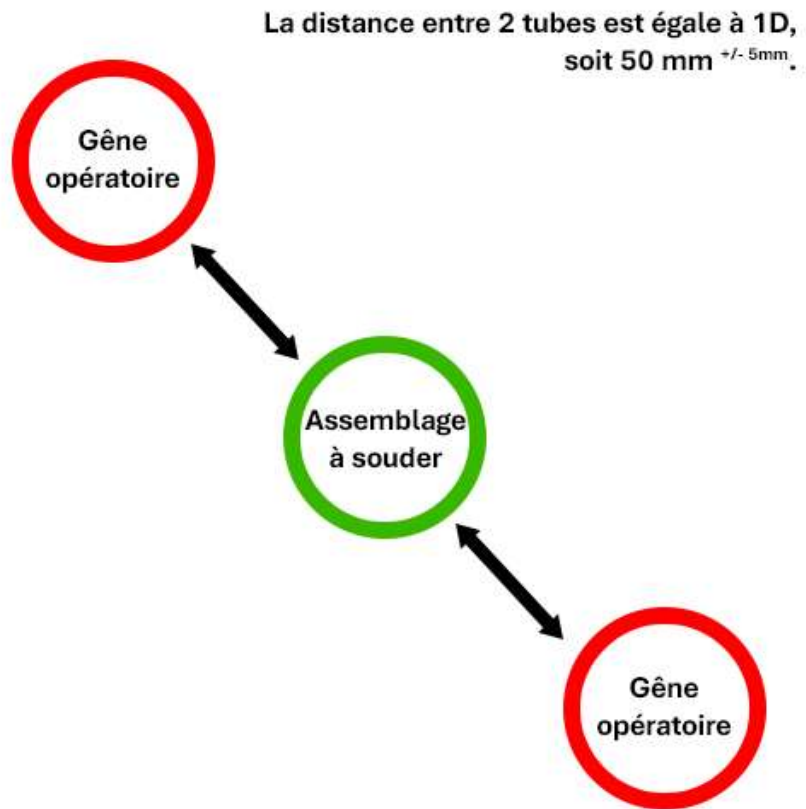 La distance entre 2 tubes est égale à 1D,
soit 50 mm +/- 5mm.
Gêne
opératoire
Assemblage
à souder
Gêne
opératoire